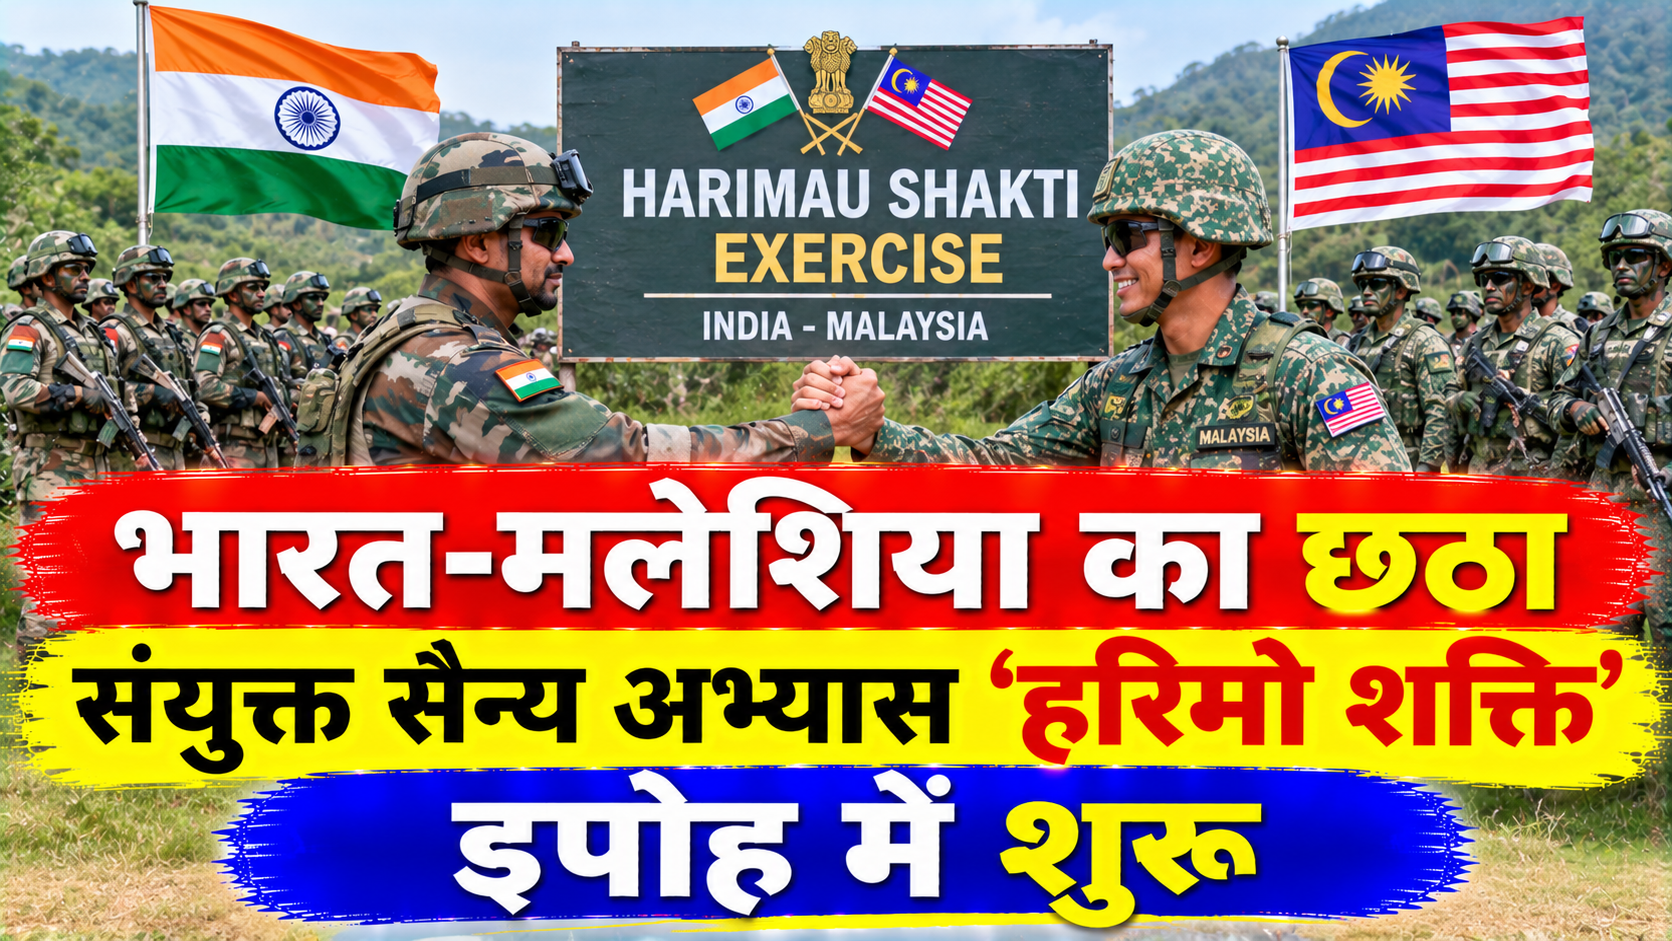 HARIMAU SHAKTI
EXERCISE
INDIA - MALAYSIA
MALAYSIA
भारत-मलेशिया का छठा
संयुक्त सैन्य अभ्यास ‘हरिमो शक्ति’
इपोह में शुरू